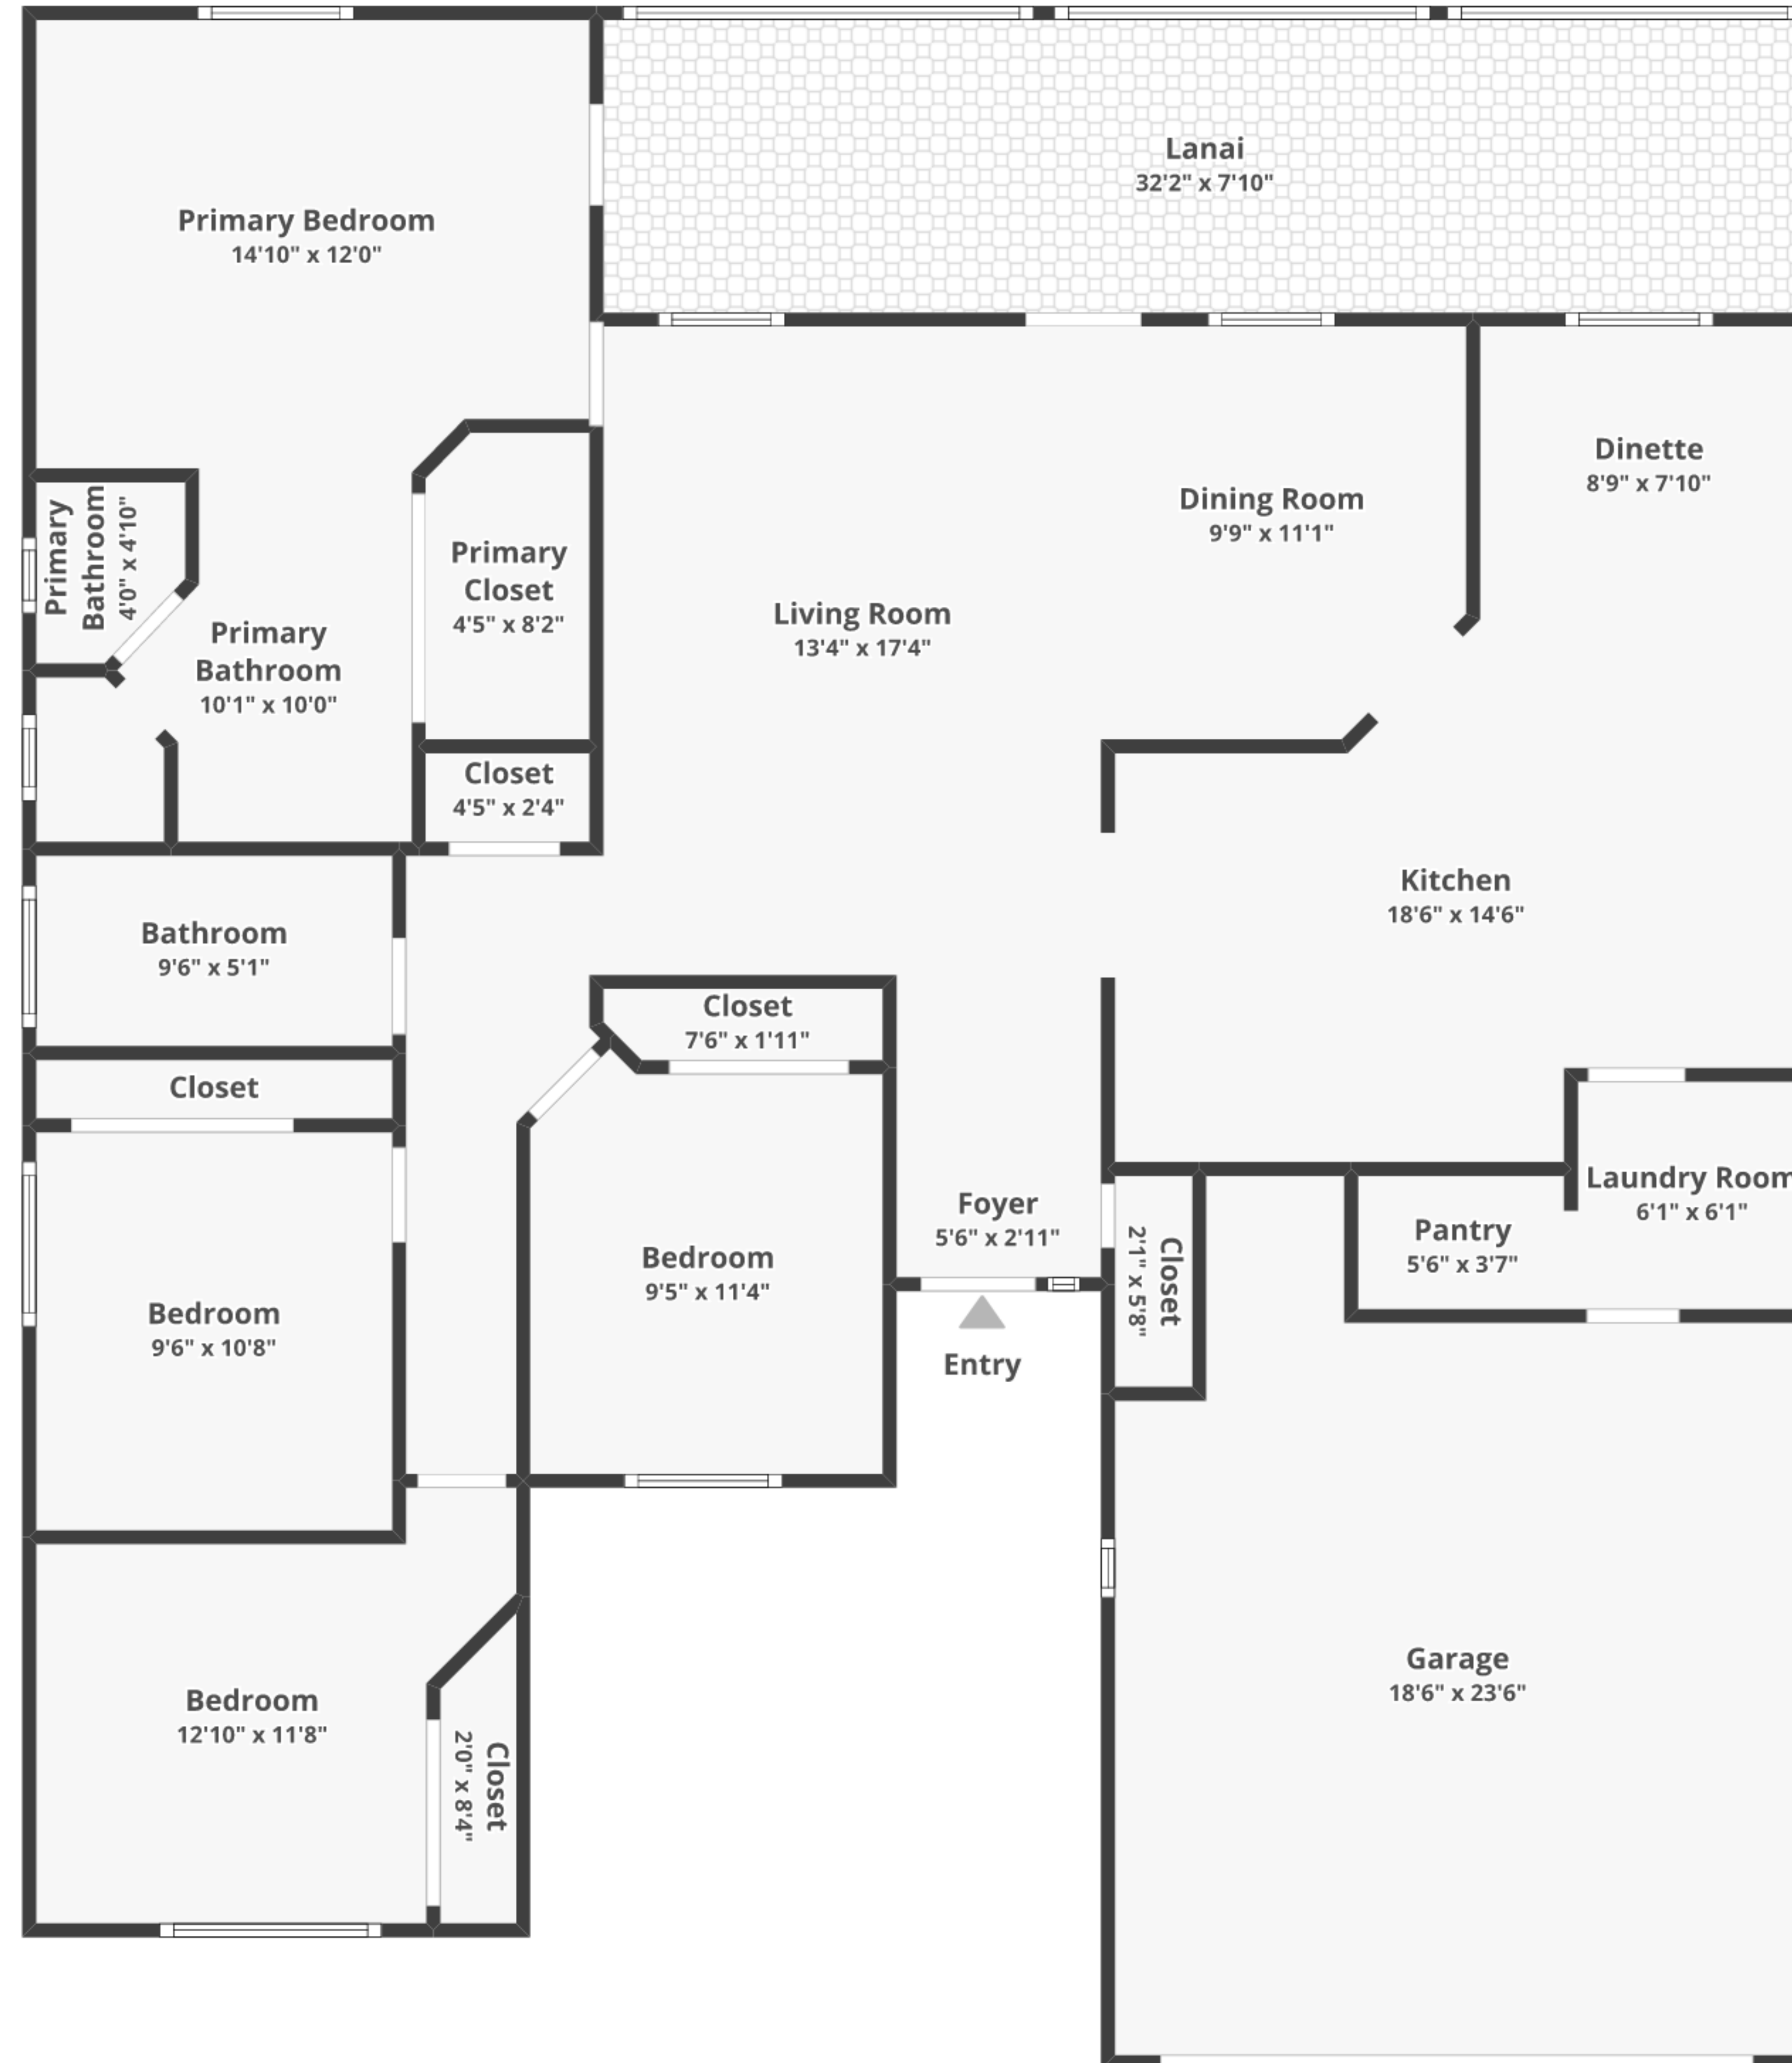 Lanai
32'2" x 7'10"
Primary Bedroom
14'10" x 12'0"
Dinette
8'9" x 7'10"
Dining Room
9'9" x 11'1"
Primary
Bathroom
4'0" x 4'10"
Primary
Closet
4'5" x 8'2"
Living Room
13'4" x 17'4"
Primary
Bathroom
10'1" x 10'0"
Closet
4'5" x 2'4"
Kitchen
18'6" x 14'6"
Bathroom
9'6" x 5'1"
Closet
7'6" x 1'11"
Closet
Laundry Room
6'1" x 6'1"
Foyer
5'6" x 2'11"
Pantry
5'6" x 3'7"
Closet
2'1" x 5'8"
Bedroom
9'5" x 11'4"
Bedroom
9'6" x 10'8"
Entry
Garage
18'6" x 23'6"
Bedroom
12'10" x 11'8"
Closet
2'0" x 8'4"